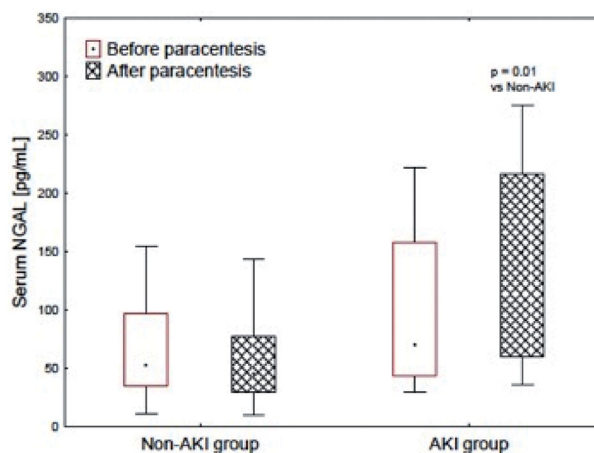 350
300
250
200
150
100
50
0
Serum NGAL [pg/mL]
Before paracentesis
After paracentesis
p = 0.01
vs Non-AKI
Non-AKI group
AKI group